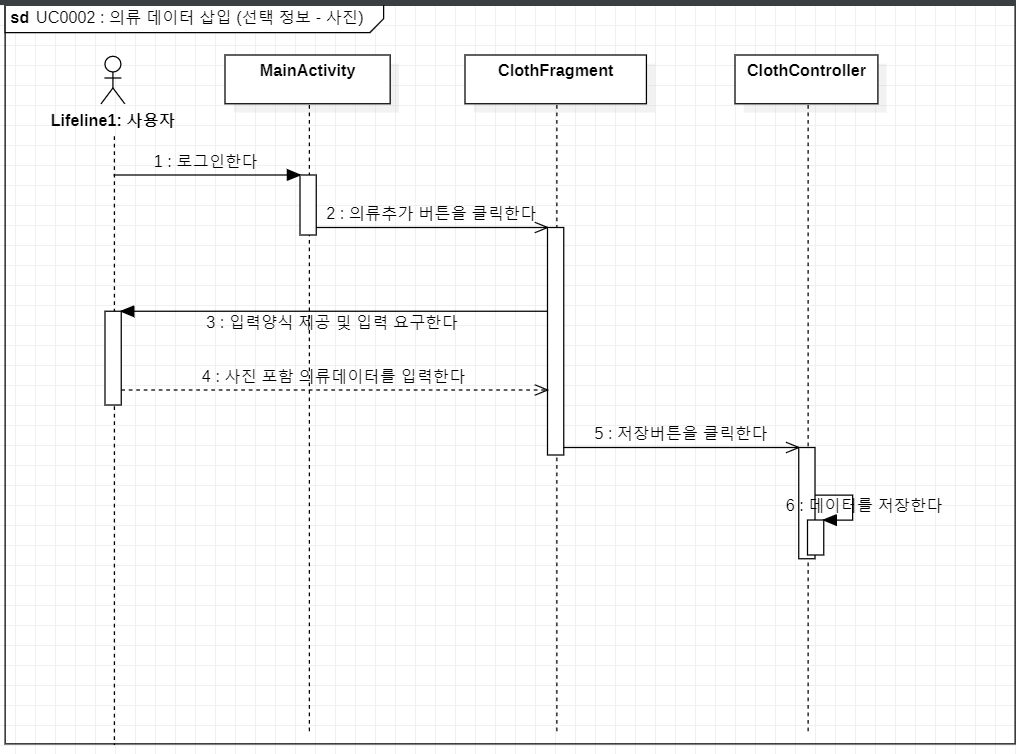 sd UC0002 : 의류 데이터 삽입 (선택 정보 - 사진)
MainActivity
ClothFragment
ClothController
Lifeline1: 사용자
1 : 로그인한다
2 : 의류추가 버튼을 클릭한다
3 : 입력양식 제공 및 입력 요구한다
4 : 사진 포함 의류데이터를 입력한다
5 : 저장버튼을 클릭한다
6 : 데이터를 저장한다